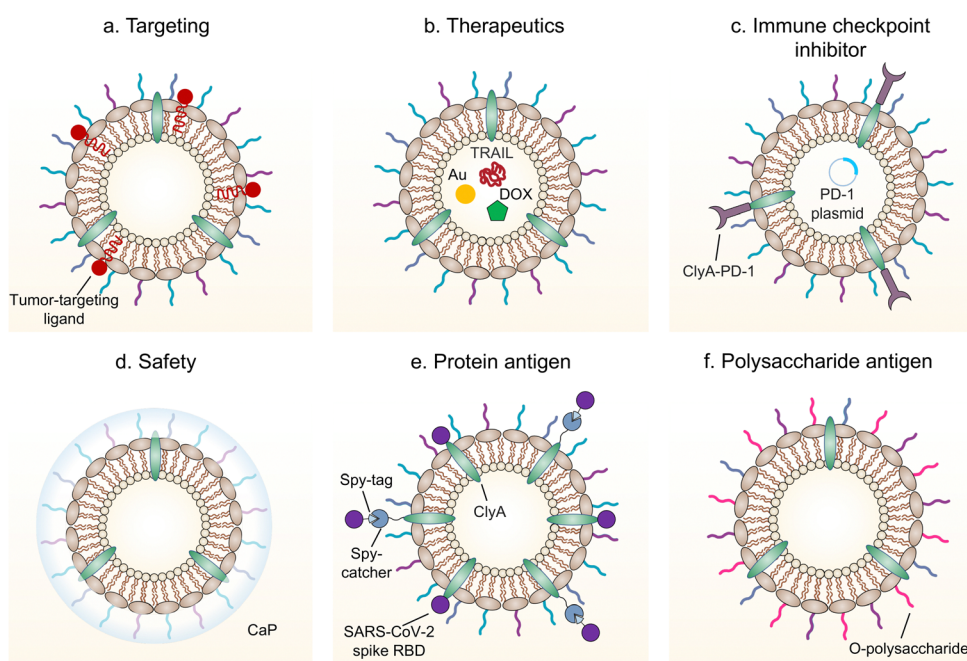 a. Targeting
Tumor-targeting
ligand
b. Therapeutics
TRAIL
Au
DOX
c. Immune checkpoint
inhibitor
PD-1
plasmid
ClyA-PD-1
d. Safety
CaP
e. Protein antigen
Spy-tag
ClyA
Spy-
catcher
SARS-CoV-2
spike RBD
f. Polysaccharide antigen
O-polysaccharide